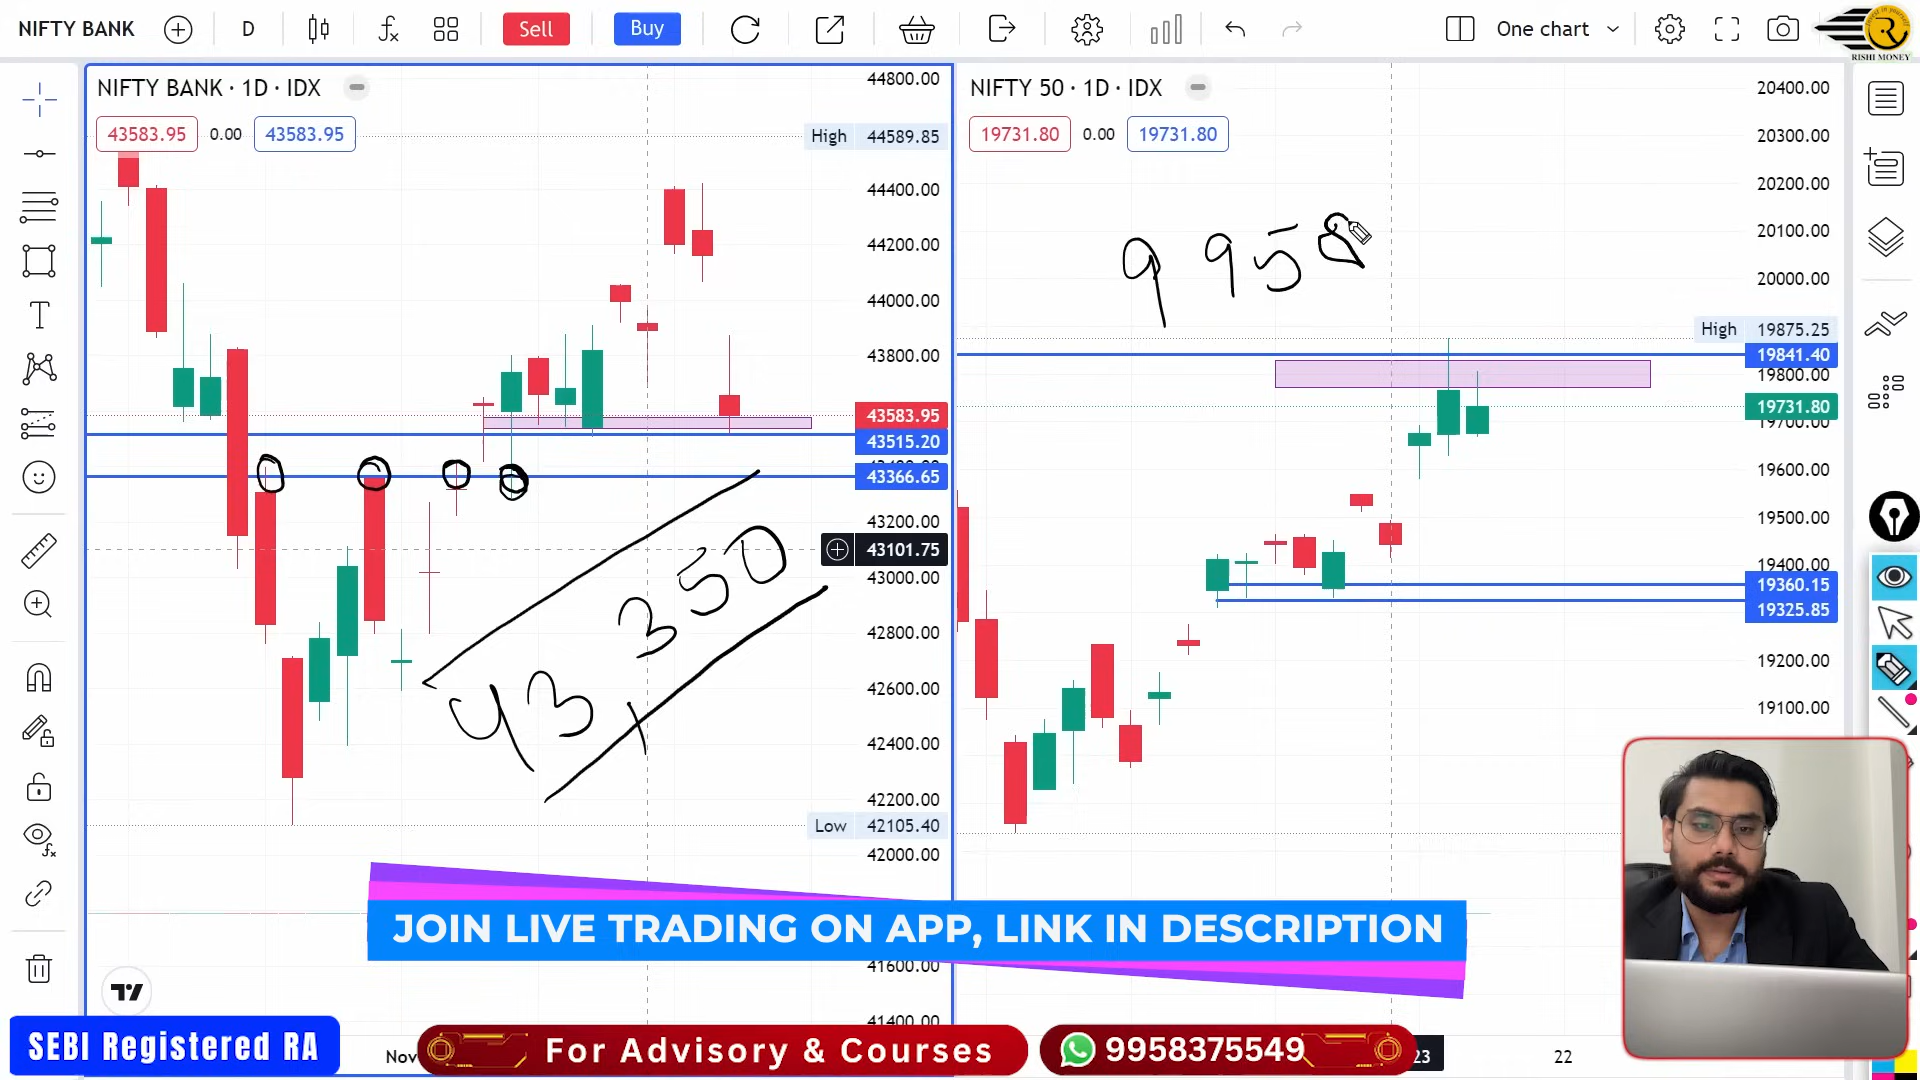 NIFTY BANK
D
Sell
Buy
One chart
RISHI MONEY
NIFTY BANK · 1D · IDX
43583.95 0.00 43583.95
44800.00
High 44589.85
44400.00
44200.00
44000.00
43800.00
43583.95
43515.20
43366.65
43200.00
43101.75
43000.00
42800.00
42600.00
42400.00
42200.00
Low 42105.40
42000.00
41600.00
41400.00
43,350
Nov
NIFTY 50 · 1D · IDX
19731.80 0.00 19731.80
20400.00
20300.00
20200.00
20100.00
20000.00
High 19875.25
19841.40
19800.00
19731.80
19700.00
19600.00
19500.00
19400.00
19360.15
19325.85
19200.00
19100.00
9958
23
22
JOIN LIVE TRADING ON APP, LINK IN DESCRIPTION
SEBI Registered RA
For Advisory & Courses
9958375549